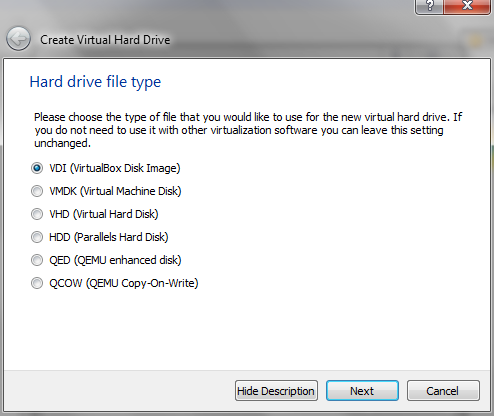 ?
X
Create Virtual Hard Drive
Hard drive file type
Please choose the type of file that you would like to use for the new virtual hard drive. If
you do not need to use it with other virtualization software you can leave this setting
unchanged.
VDI (VirtualBox Disk Image)
VMDK (Virtual Machine Disk)
VHD (Virtual Hard Disk)
HDD (Parallels Hard Disk)
QED (QEMU enhanced disk)
QCOW (QEMU Copy-On-Write)
Hide Description
Next
Cancel